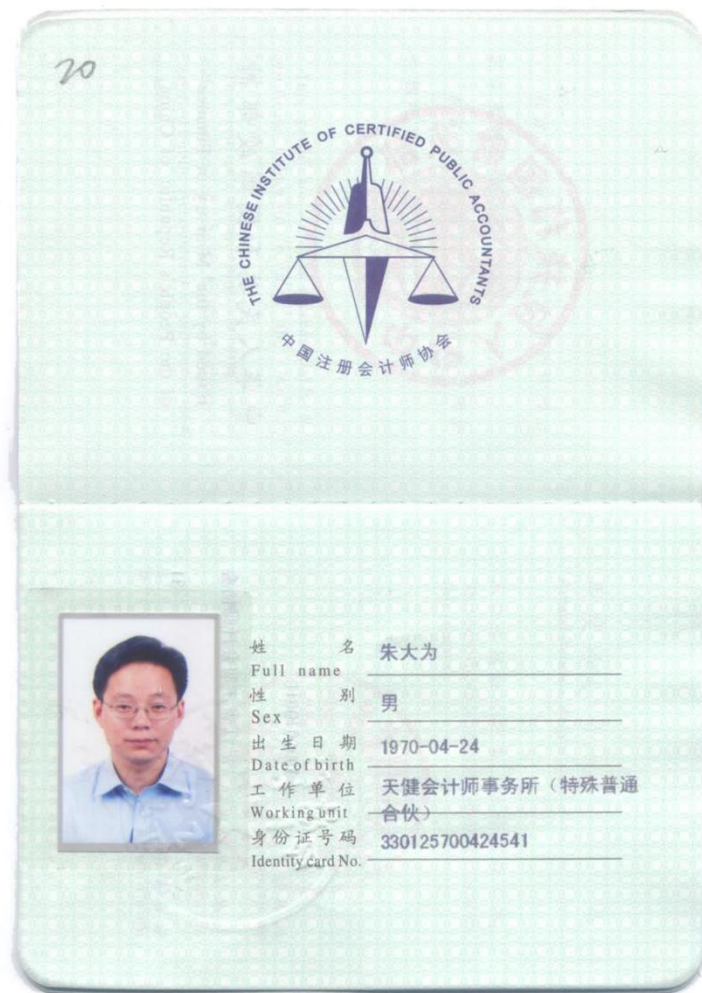 20
THE CHINESE INSTITUTE OF CERTIFIED PUBLIC ACCOUNTANTS
中国注册会计师协会
姓 名 朱大为
Full name
性 别 男
Sex
出生日期 1970-04-24
Date of birth
工作单位 天健会计师事务所（特殊普通
Working unit 合伙）
身份证号码 330125700424541
Identity card No.